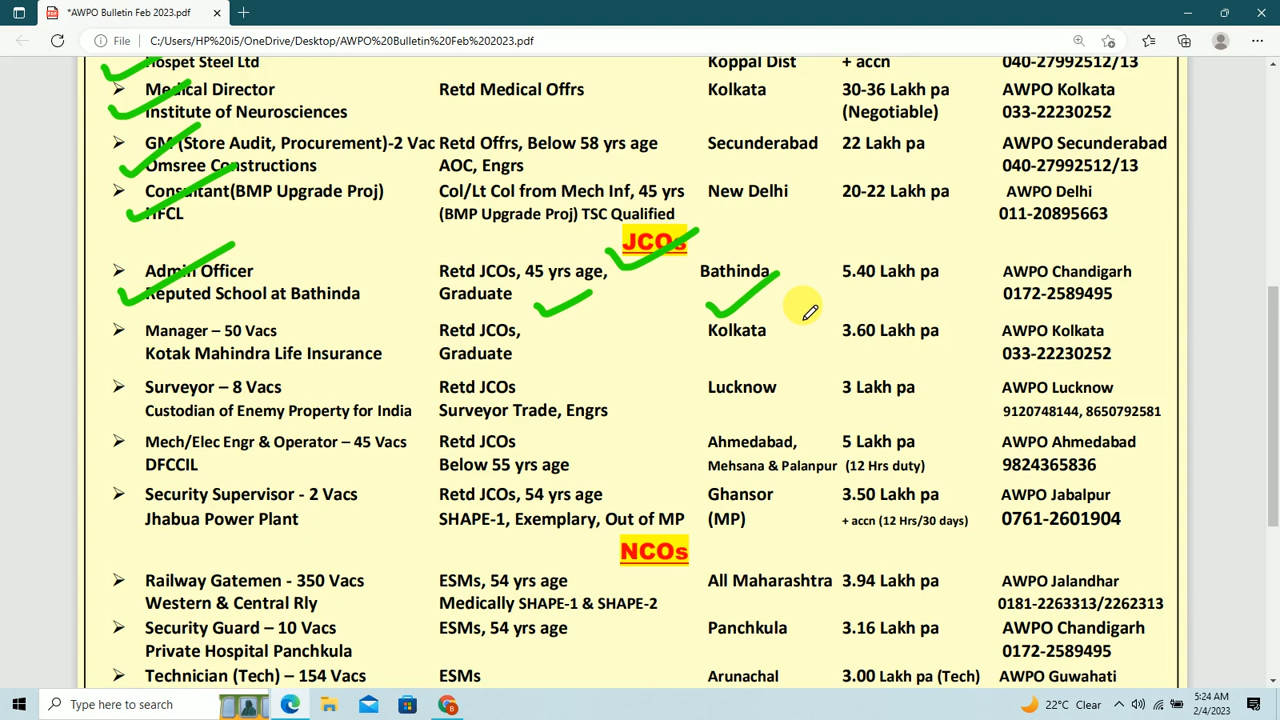 *AWPO Bulletin Feb 2023.pdf
File C:/Users/HP%20i5/OneDrive/Desktop/AWPO%20Bulletin%20Feb%202023.pdf
Hospet Steel Ltd Koppal Dist + accn 040-27992512/13
Medical Director Retd Medical Offrs Kolkata 30-36 Lakh pa AWPO Kolkata
Institute of Neurosciences (Negotiable) 033-22230252
GM (Store Audit, Procurement)-2 Vac Retd Offrs, Below 58 yrs age Secunderabad 22 Lakh pa AWPO Secunderabad
Omsree Constructions AOC, Engrs 040-27992512/13
Consultant(BMP Upgrade Proj) Col/Lt Col from Mech Inf, 45 yrs New Delhi 20-22 Lakh pa AWPO Delhi
HFCL (BMP Upgrade Proj) TSC Qualified 011-20895663
JCOs
Admin Officer Retd JCOs, 45 yrs age, Bathinda 5.40 Lakh pa AWPO Chandigarh
Reputed School at Bathinda Graduate 0172-2589495
Manager – 50 Vacs Retd JCOs, Kolkata 3.60 Lakh pa AWPO Kolkata
Kotak Mahindra Life Insurance Graduate 033-22230252
Surveyor – 8 Vacs Retd JCOs Lucknow 3 Lakh pa AWPO Lucknow
Custodian of Enemy Property for India Surveyor Trade, Engrs 9120748144, 8650792581
Mech/Elec Engr & Operator – 45 Vacs Retd JCOs Ahmedabad, 5 Lakh pa AWPO Ahmedabad
DFCCIL Below 55 yrs age Mehsana & Palanpur (12 Hrs duty) 9824365836
Security Supervisor - 2 Vacs Retd JCOs, 54 yrs age Ghansor 3.50 Lakh pa AWPO Jabalpur
Jhabua Power Plant SHAPE-1, Exemplary, Out of MP (MP) + accn (12 Hrs/30 days) 0761-2601904
NCOs
Railway Gatemen - 350 Vacs ESMs, 54 yrs age All Maharashtra 3.94 Lakh pa AWPO Jalandhar
Western & Central Rly Medically SHAPE-1 & SHAPE-2 0181-2263313/2262313
Security Guard – 10 Vacs ESMs, 54 yrs age Panchkula 3.16 Lakh pa AWPO Chandigarh
Private Hospital Panchkula 0172-2589495
Technician (Tech) – 154 Vacs ESMs Arunachal 3.00 Lakh pa (Tech) AWPO Guwahati
Type here to search 22°C Clear 5:24 AM
2/4/2023